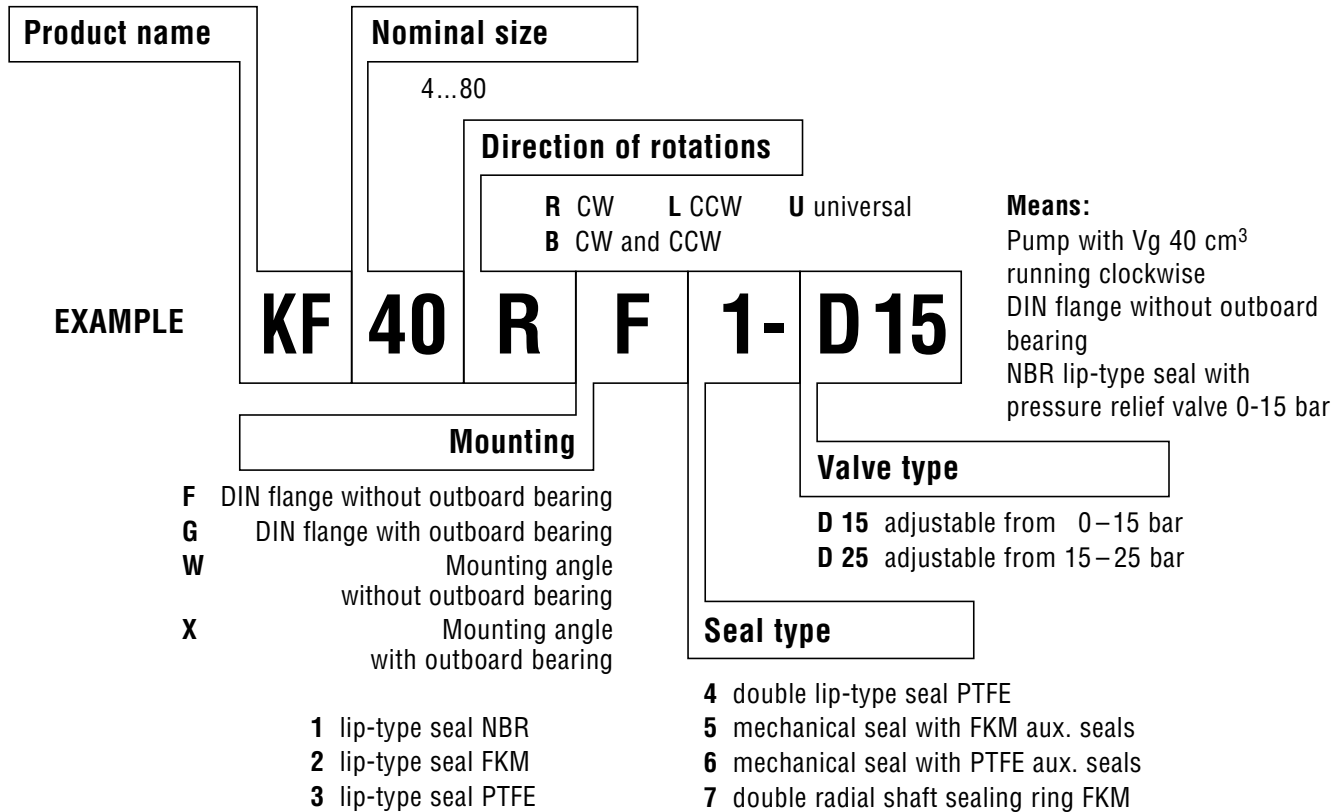 Product name
Nominal size
4...80
Direction of rotations
R CW L CCW U universal
B CW and CCW
Means:
Pump with Vg 40 cm³
running clockwise
DIN flange without outboard
bearing
NBR lip-type seal with
pressure relief valve 0-15 bar
EXAMPLE KF 40 R F 1- D 15
Mounting
F DIN flange without outboard bearing
G DIN flange with outboard bearing
W Mounting angle
without outboard bearing
X Mounting angle
with outboard bearing
Valve type
D 15 adjustable from 0–15 bar
D 25 adjustable from 15–25 bar
Seal type
1 lip-type seal NBR
2 lip-type seal FKM
3 lip-type seal PTFE
4 double lip-type seal PTFE
5 mechanical seal with FKM aux. seals
6 mechanical seal with PTFE aux. seals
7 double radial shaft sealing ring FKM